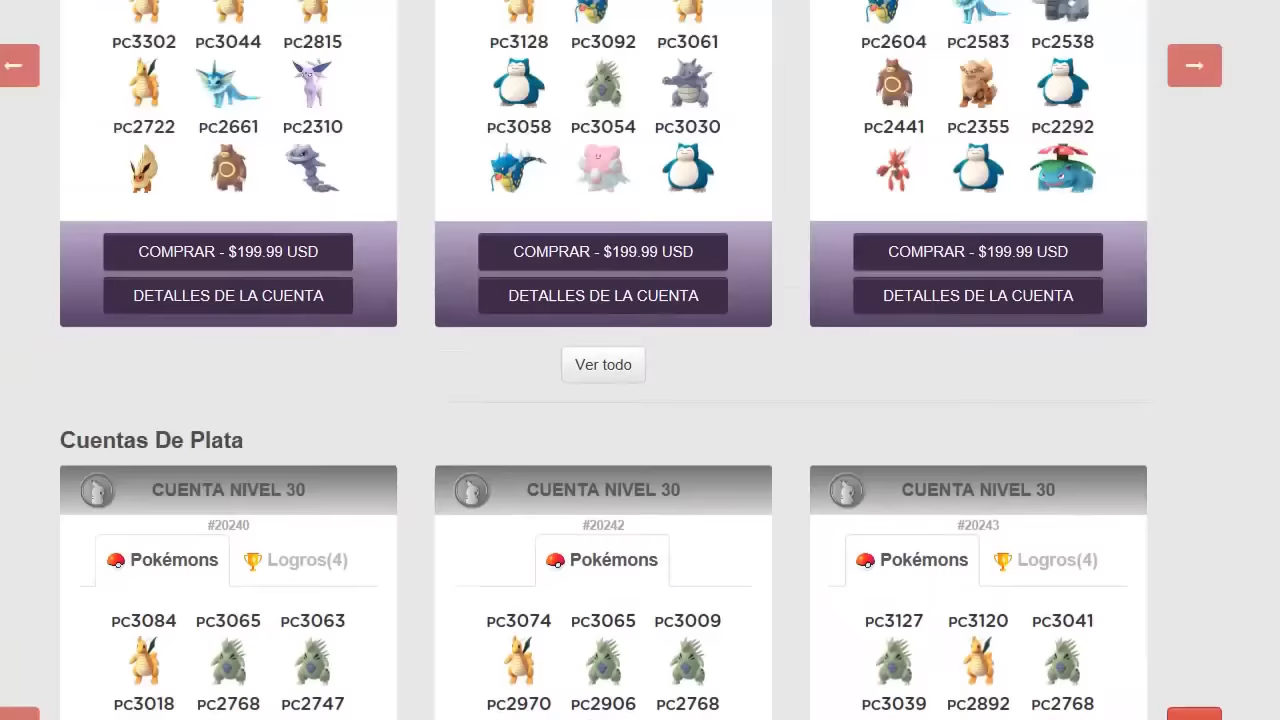 PC3302 PC3044 PC2815
PC3128 PC3092 PC3061
PC2604 PC2583 PC2538
PC2722 PC2661 PC2310
PC3058 PC3054 PC3030
PC2441 PC2355 PC2292
COMPRAR - $199.99 USD
DETALLES DE LA CUENTA
COMPRAR - $199.99 USD
DETALLES DE LA CUENTA
COMPRAR - $199.99 USD
DETALLES DE LA CUENTA
Ver todo
Cuentas De Plata
CUENTA NIVEL 30
#20240
Pokémons
Logros(4)
PC3084 PC3065 PC3063
PC3018 PC2768 PC2747
CUENTA NIVEL 30
#20242
Pokémons
PC3074 PC3065 PC3009
PC2970 PC2906 PC2768
CUENTA NIVEL 30
#20243
Pokémons
Logros(4)
PC3127 PC3120 PC3041
PC3039 PC2892 PC2768